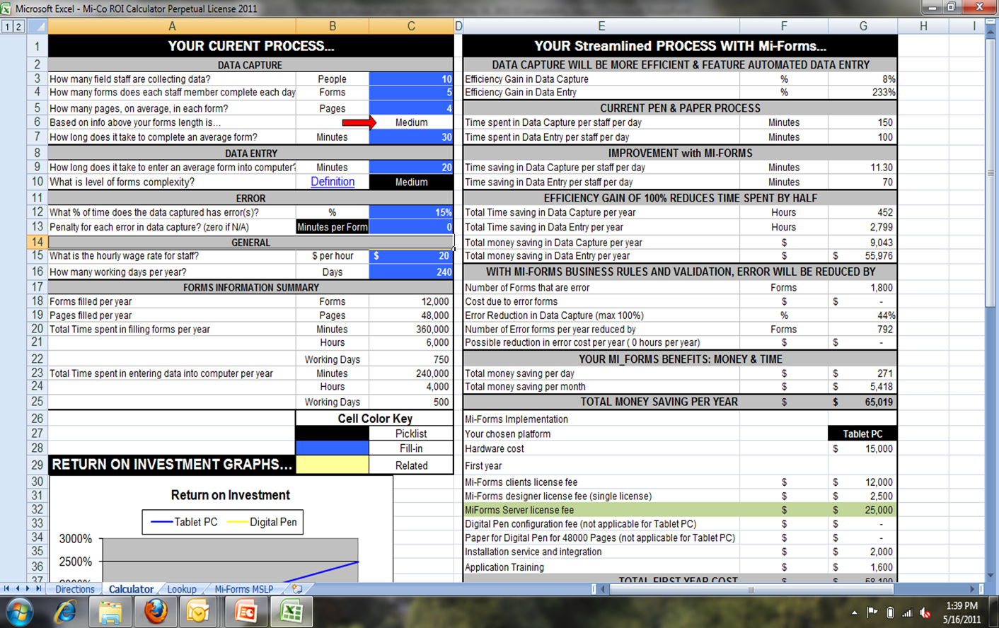 Microsoft Excel - Mi-Co ROI Calculator Perpetual License 2011
1 2 A B C D E F G H I
1 YOUR CURENT PROCESS... YOUR Streamlined PROCESS WITH Mi-Forms...
2 DATA CAPTURE DATA CAPTURE WILL BE MORE EFFICIENT & FEATURE AUTOMATED DATA ENTRY
3 How many field staff are collecting data? People 10 Efficiency Gain in Data Capture % 8%
4 How many forms does each staff member complete each day Forms 5 Efficiency Gain in Data Entry % 233%
5 How many pages, on average, in each form? Pages 4 CURRENT PEN & PAPER PROCESS
6 Based on info above your forms length is... Medium Time spent in Data Capture per staff per day Minutes 150
7 How long does it take to complete an average form? Minutes 30 Time spent in Data Entry per staff per day Minutes 100
8 DATA ENTRY IMPROVEMENT with MI-FORMS
9 How long does it take to enter an average form into computer? Minutes 20 Time saving in Data Capture per staff per day Minutes 11.30
10 What is level of forms complexity? Definition Medium Time saving in Data Entry per staff per day Minutes 70
11 ERROR EFFICIENCY GAIN OF 100% REDUCES TIME SPENT BY HALF
12 What % of time does the data captured has error(s)? % 15% Total Time saving in Data Capture per year Hours 452
13 Penalty for each error in data capture? (zero if N/A) Minutes per Form 0 Total Time saving in Data Entry per year Hours 2,799
14 GENERAL Total money saving in Data Capture per year $ 9,043
15 What is the hourly wage rate for staff? $ per hour $ 20 Total money saving in Data Entry per year $ $ 55,976
16 How many working days per year? Days 240 WITH MI-FORMS BUSINESS RULES AND VALIDATION, ERROR WILL BE REDUCED BY
17 FORMS INFORMATION SUMMARY Number of Forms that are error Forms 1,800
18 Forms filled per year Forms 12,000 Cost due to error forms $ $ -
19 Pages filled per year Pages 48,000 Error Reduction in Data Capture (max 100%) % 44%
20 Total Time spent in filling forms per year Minutes 360,000 Number of Error forms per year reduced by Forms 792
21 Hours 6,000 Possible reduction in error cost per year ( 0 hours per year) $ $ -
22 Working Days 750 YOUR MI_FORMS BENEFITS: MONEY & TIME
23 Total Time spent in entering data into computer per year Minutes 240,000 Total money saving per day $ $ 271
24 Hours 4,000 Total money saving per month $ $ 5,418
25 Working Days 500 TOTAL MONEY SAVING PER YEAR $ $ 65,019
26 Cell Color Key Mi-Forms Implementation
27 Picklist Your chosen platform Tablet PC
28 Fill-in Hardware cost $ 15,000
29 RETURN ON INVESTMENT GRAPHS... Related First year
30 Mi-Forms clients license fee $ $ 12,000
31 Return on Investment Mi-Forms designer license fee (single license) $ $ 2,500
32 MiForms Server license fee $ $ 25,000
33 Tablet PC Digital Pen Digital Pen configuration fee (not applicable for Tablet PC) $ $ -
34 3000% Paper for Digital Pen for 48000 Pages (not applicable for Tablet PC) $ $ -
35 2500% Installation service and integration $ $ 2,000
36 Application Training $ $ 1,600
37 2000% TOTAL FIRST YEAR COST $ $ 58,100
Directions Calculator Lookup Mi-Forms MSLP
1:39 PM
5/16/2011